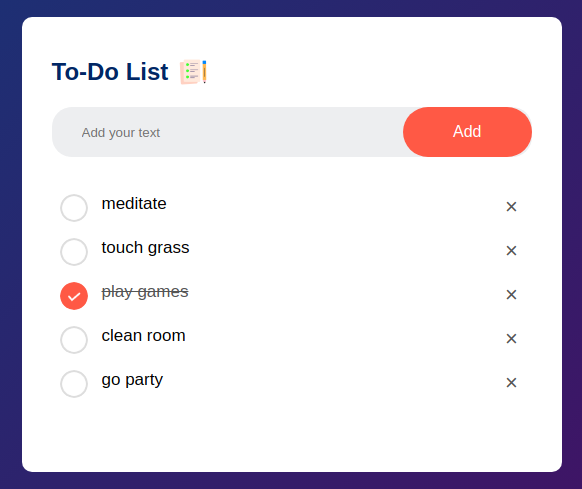 To-Do List
Add your text
Add
meditate ×
touch grass ×
play games ×
clean room ×
go party ×